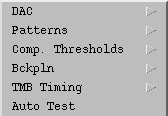 DAC
Patterns
Comp. Thresholds
Bckpln
TMB Timing
Auto Test